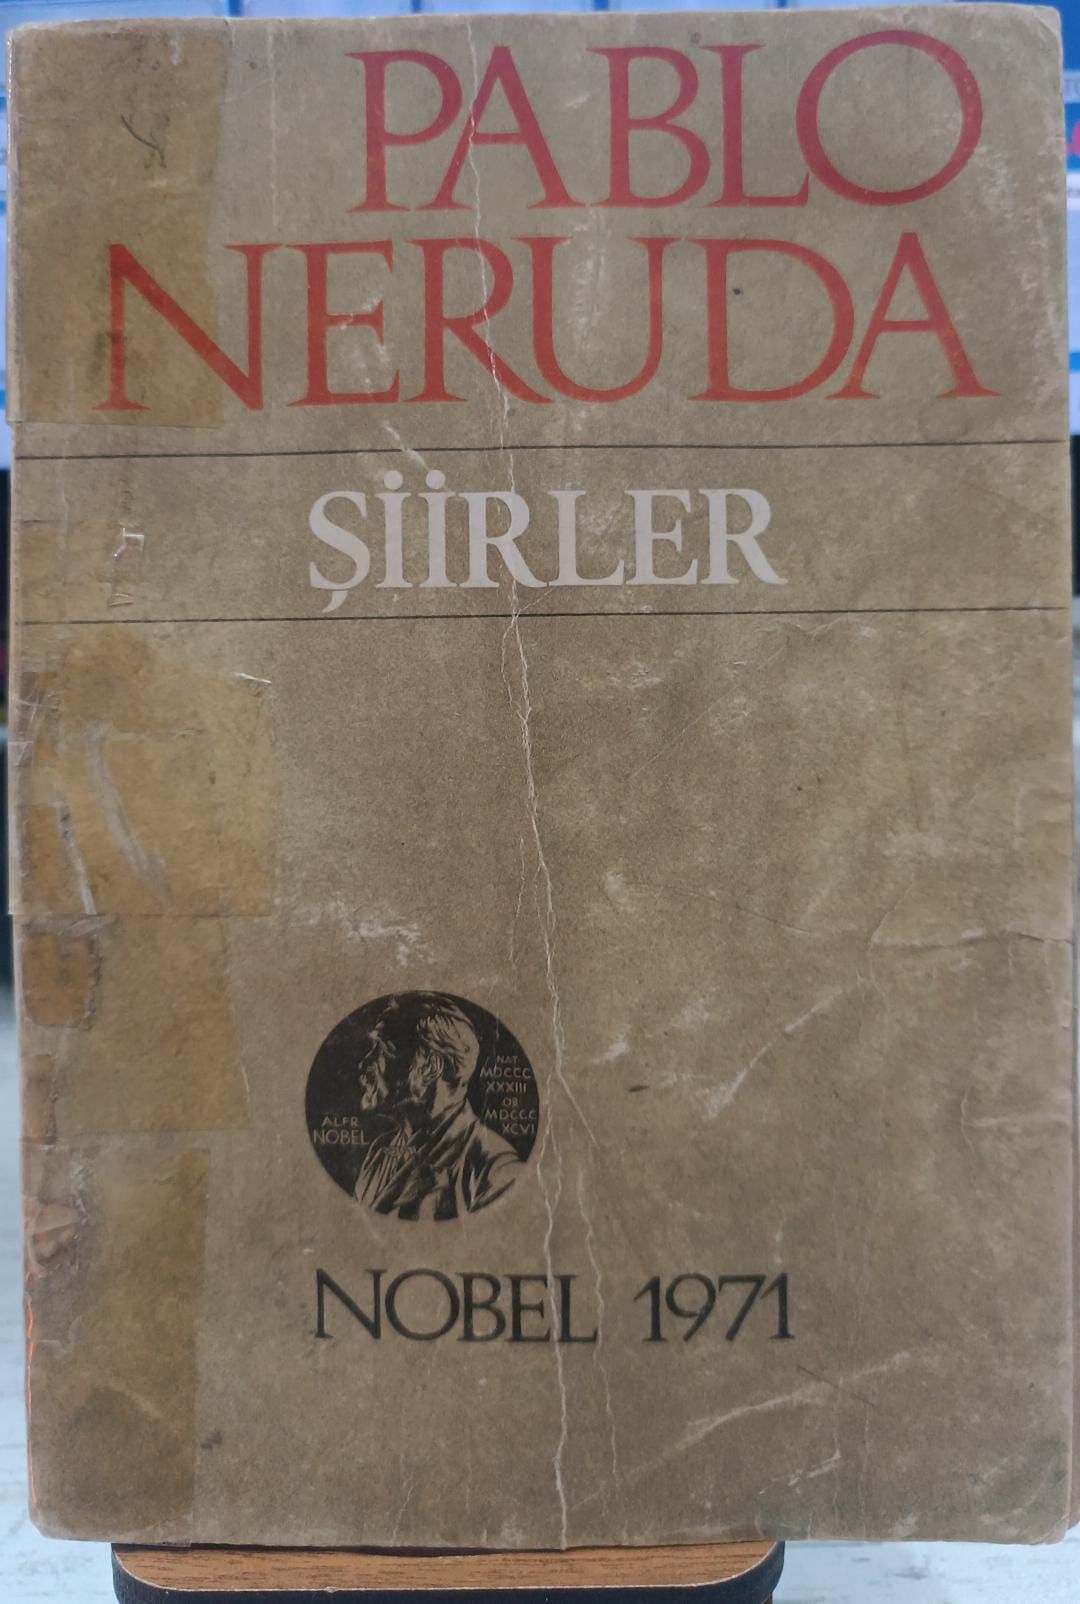 PABLO
NERUDA
ŞİİRLER
ALFR.
NOBEL
NAT.
MDCCC
XXXIII
OB.
MDCCC
XCVI
NOBEL 1971